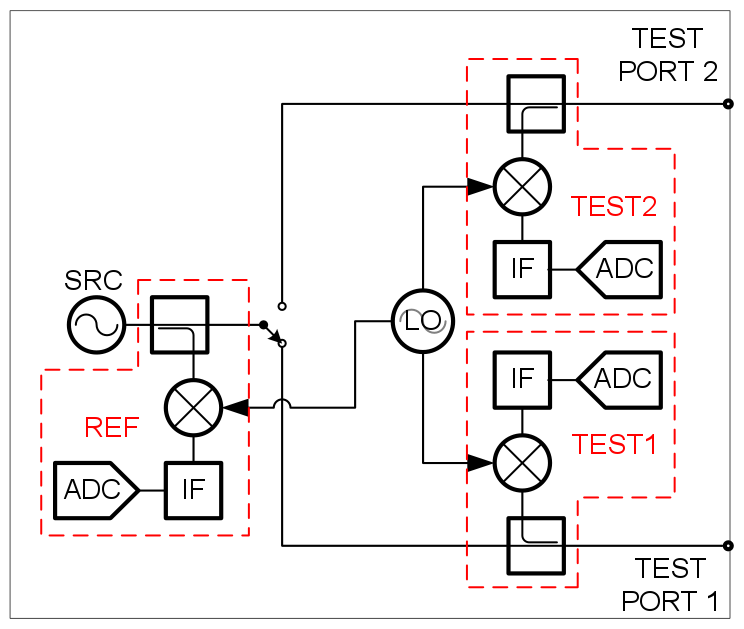 TEST
PORT 2
TEST2
IF
ADC
SRC
LO
IF
ADC
REF
TEST1
ADC
IF
TEST
PORT 1